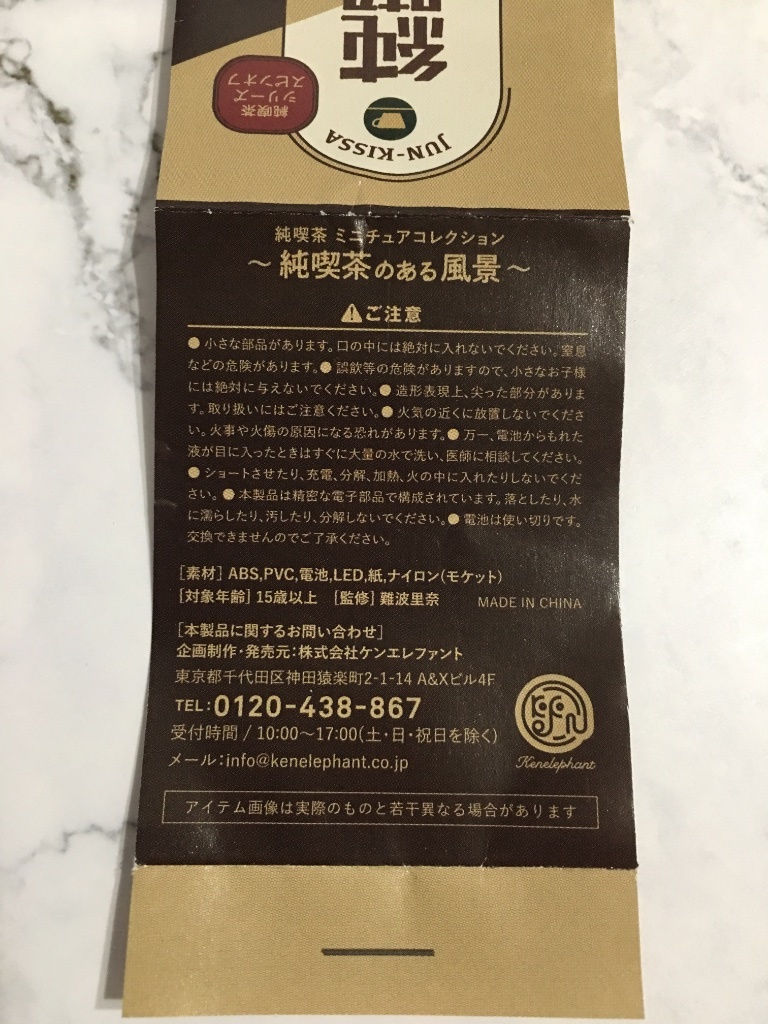 純喫
純喫茶
シリーズ
スピンオフ
JUN-KISSA
純喫茶 ミニチュアコレクション
～純喫茶のある風景～
ご注意
●小さな部品があります。口の中には絶対に入れないでください。窒息
などの危険があります。●誤飲等の危険がありますので、小さなお子様
には絶対に与えないでください。●造形表現上、尖った部分がありま
す。取り扱いにはご注意ください。●火気の近くに放置しないでくださ
い。火事や火傷の原因になる恐れがあります。●万一、電池からもれた
液が目に入ったときはすぐに大量の水で洗い、医師に相談してください。
●ショートさせたり、充電、分解、加熱、火の中に入れたりしないでくだ
さい。●本製品は精密な電子部品で構成されています。落としたり、水
に濡らしたり、汚したり、分解しないでください。●電池は使い切りです。
交換できませんのでご了承ください。
[素材] ABS,PVC,電池,LED,紙,ナイロン(モケット)
[対象年齢] 15歳以上 [監修] 難波里奈 MADE IN CHINA
[本製品に関するお問い合わせ]
企画制作・発売元：株式会社ケンエレファント
東京都千代田区神田猿楽町2-1-14 A&Xビル4F
TEL：0120-438-867
受付時間 / 10:00～17:00(土・日・祝日を除く)
メール：info@kenelephant.co.jp
Kenelephant
アイテム画像は実際のものと若干異なる場合があります